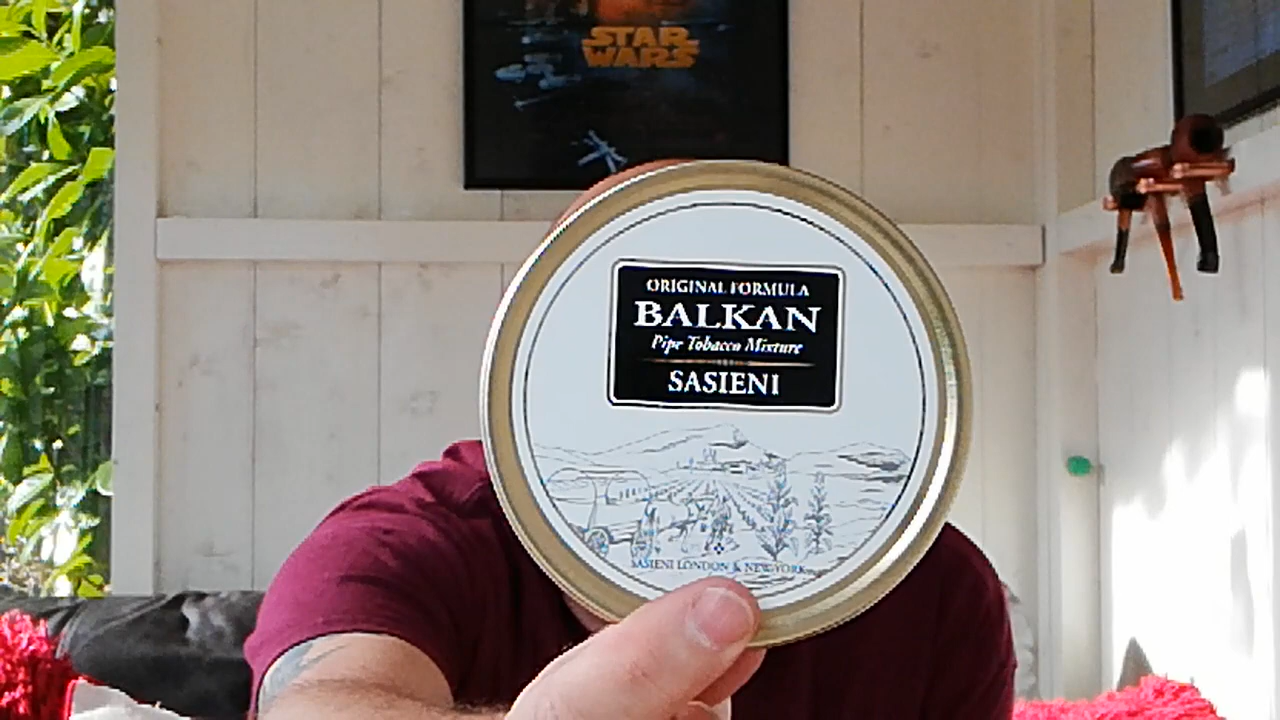 STAR
WARS
ORIGINAL FORMULA
BALKAN
Pipe Tobacco Mixture
SASIENI
SASIENI LONDON & NEW YORK